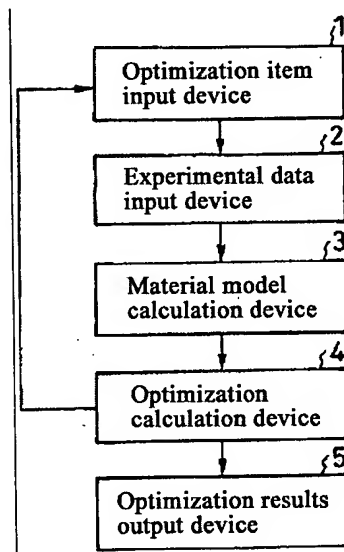 1
Optimization item
input device
2
Experimental data
input device
3
Material model
calculation device
4
Optimization
calculation device
5
Optimization results
output device